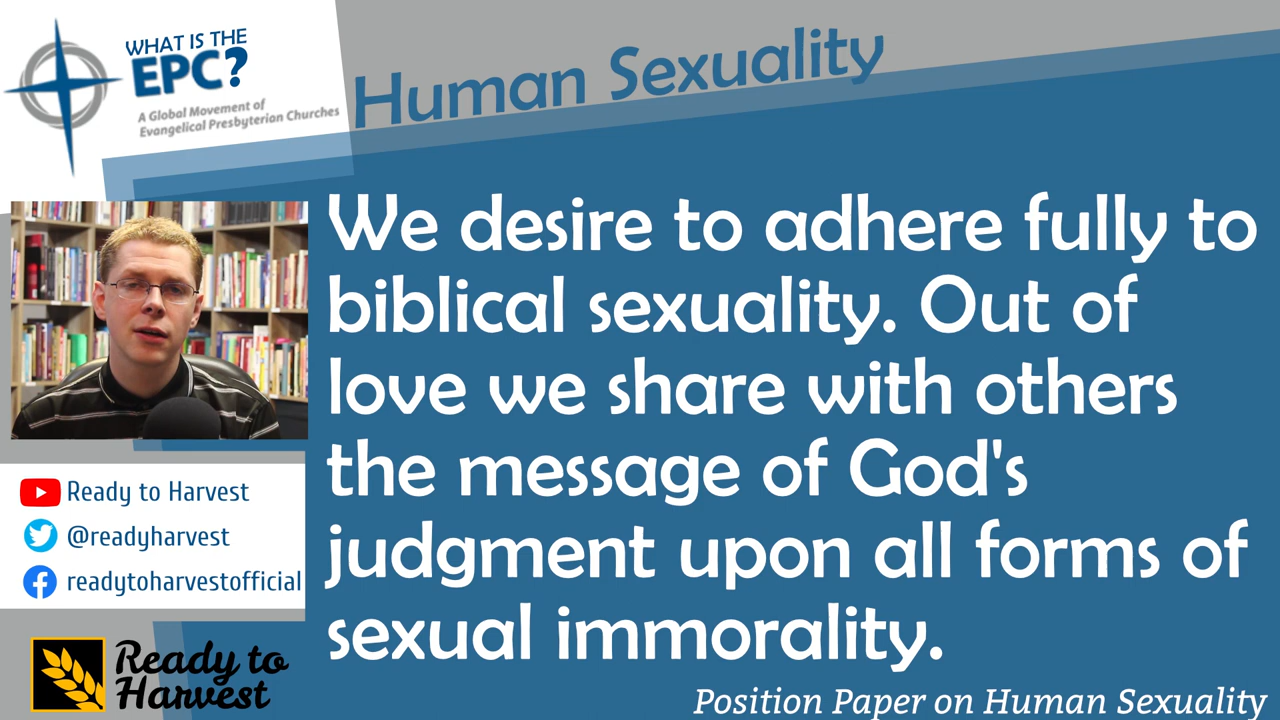 WHAT IS THE
EPC?
A Global Movement of
Evangelical Presbyterian Churches
Human Sexuality
We desire to adhere fully to
biblical sexuality. Out of
love we share with others
the message of God's
judgment upon all forms of
sexual immorality.
Position Paper on Human Sexuality
Ready to Harvest
@readyharvest
readytoharvestofficial
Ready to
Harvest